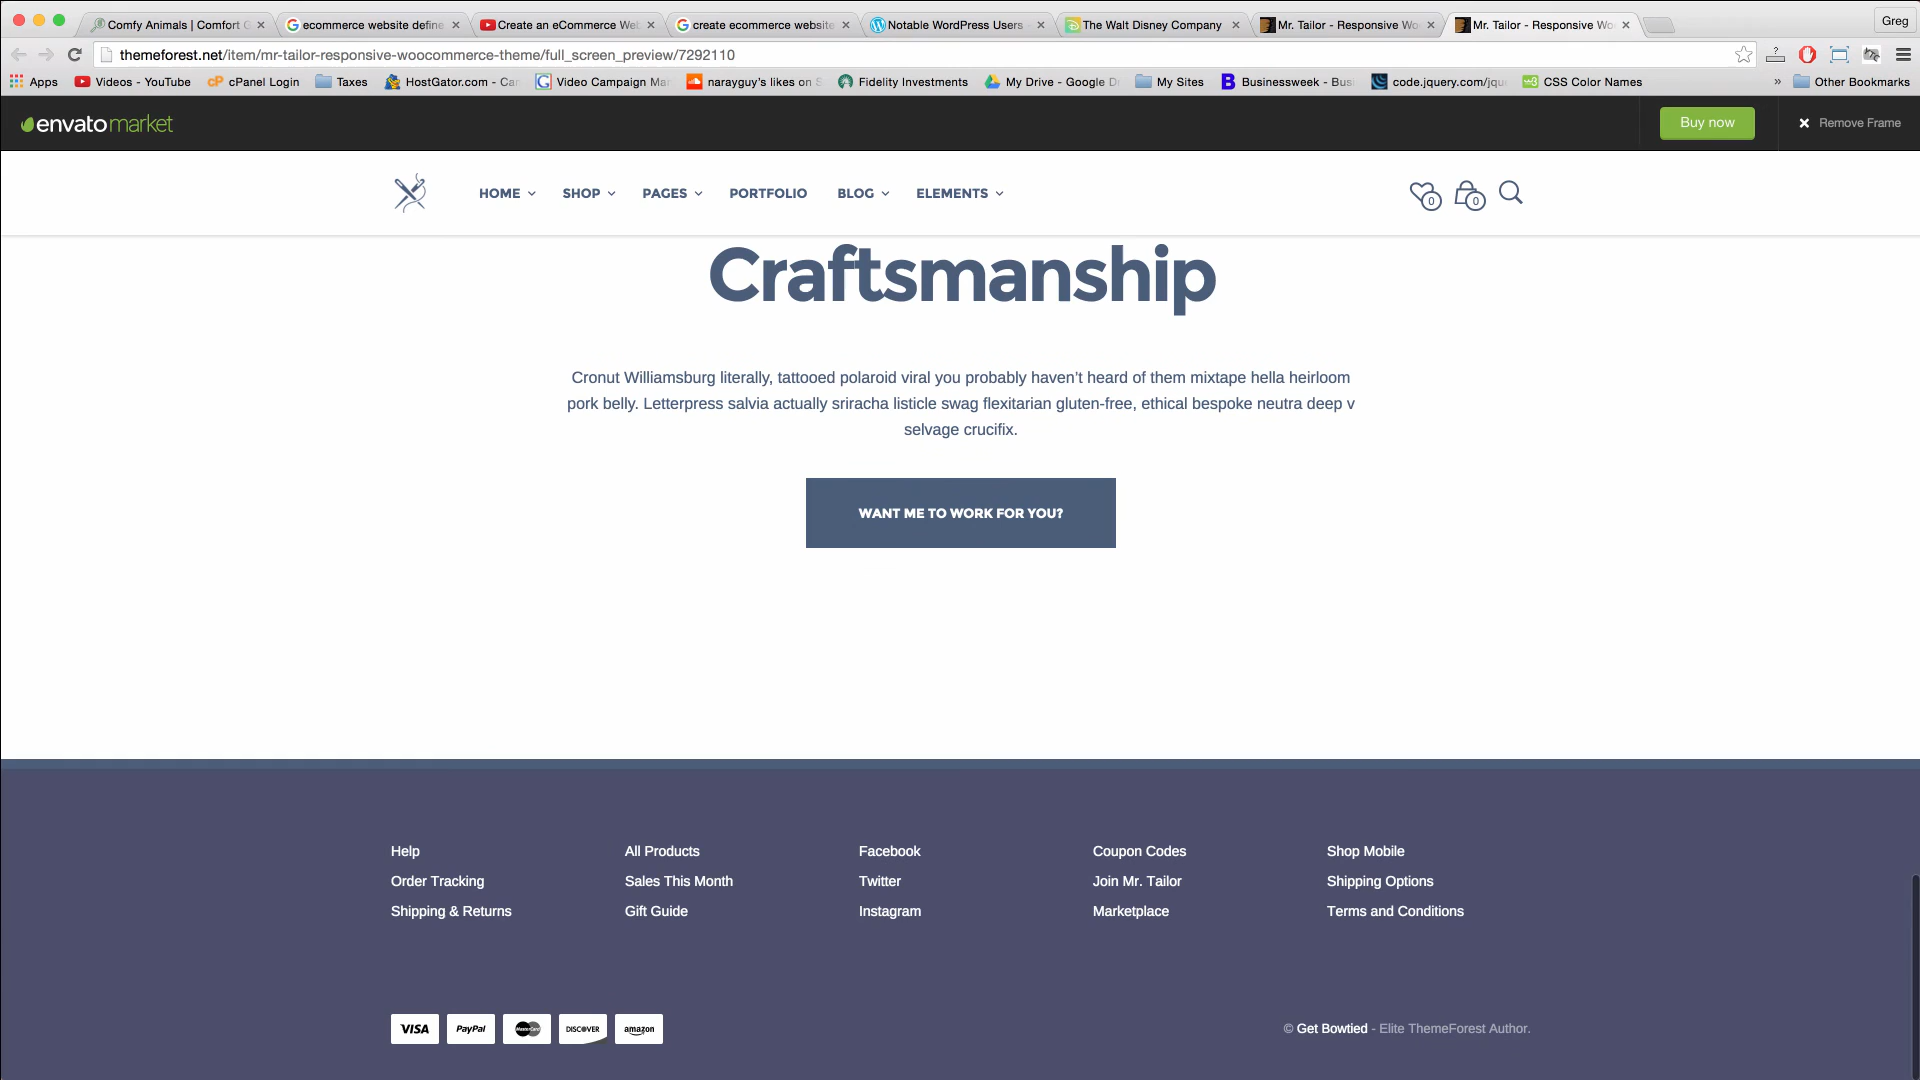 Comfy Animals | Comfort G
ecommerce website define
Create an eCommerce Web
create ecommerce website
Notable WordPress Users
The Walt Disney Company
Mr. Tailor - Responsive Wo
Mr. Tailor - Responsive Wo
Greg
themeforest.net/item/mr-tailor-responsive-woocommerce-theme/full_screen_preview/7292110
Apps
Videos - YouTube
cP cPanel Login
Taxes
HostGator.com - Ca
Video Campaign Ma
narayguy's likes on S
Fidelity Investments
My Drive - Google D
My Sites
Businessweek - Bus
code.jquery.com/jqu
CSS Color Names
» Other Bookmarks
envatomarket
Buy now
Remove Frame
HOME
SHOP
PAGES
PORTFOLIO
BLOG
ELEMENTS
0
0
Craftsmanship
Cronut Williamsburg literally, tattooed polaroid viral you probably haven't heard of them mixtape hella heirloom
pork belly. Letterpress salvia actually sriracha listicle swag flexitarian gluten-free, ethical bespoke neutra deep v
selvage crucifix.
WANT ME TO WORK FOR YOU?
Help
Order Tracking
Shipping & Returns
All Products
Sales This Month
Gift Guide
Facebook
Twitter
Instagram
Coupon Codes
Join Mr. Tailor
Marketplace
Shop Mobile
Shipping Options
Terms and Conditions
VISA
PayPal
MasterCard
DISCOVER
amazon
© Get Bowtied - Elite ThemeForest Author.